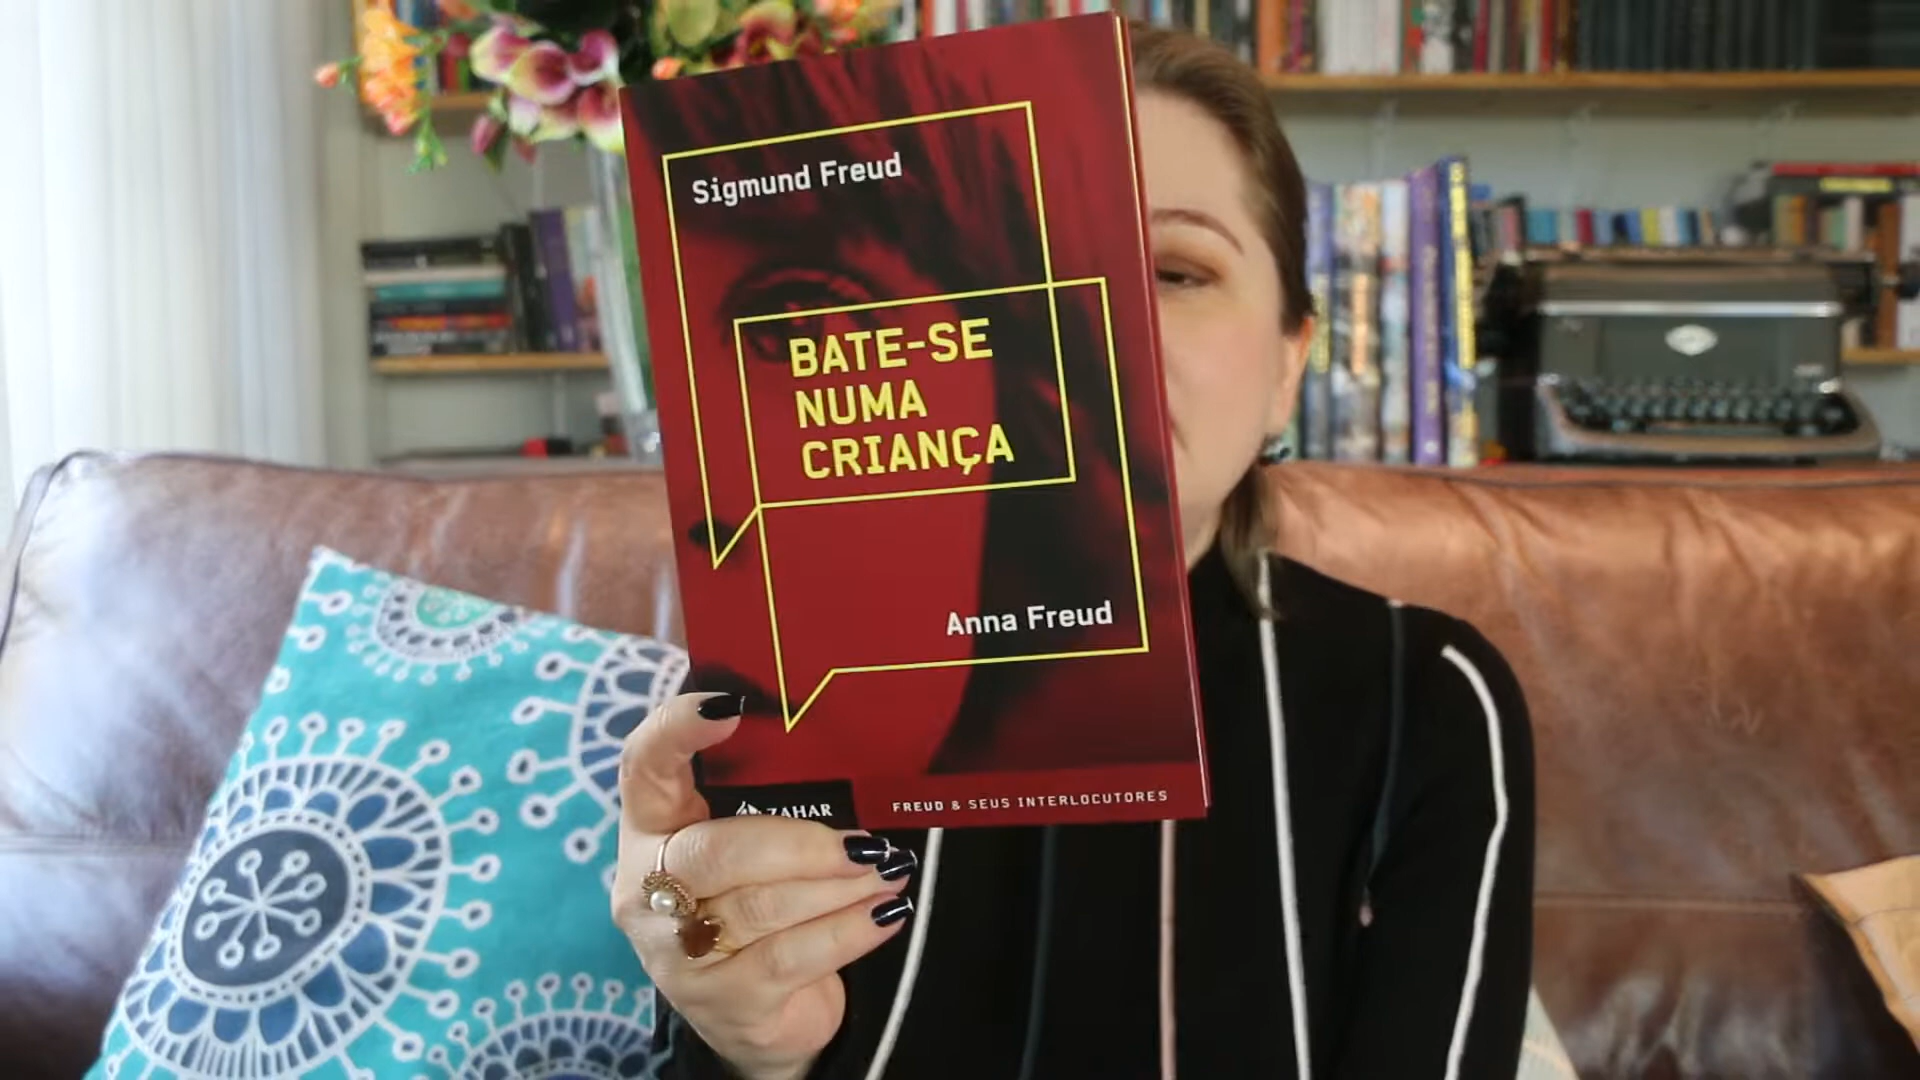 Sigmund Freud
BATE-SE
NUMA
CRIANÇA
Anna Freud
ZAHAR
FREUD & SEUS INTERLOCUTORES